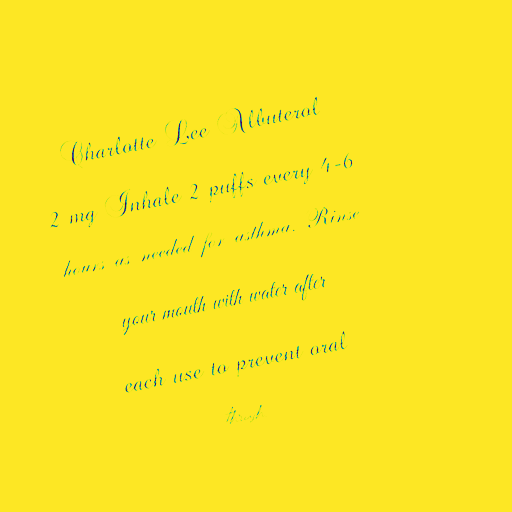 Charlotte Lee Albuterol
2 mg Inhale 2 puffs every 4-6
hours as needed for asthma. Rinse
your mouth with water after
each use to prevent oral